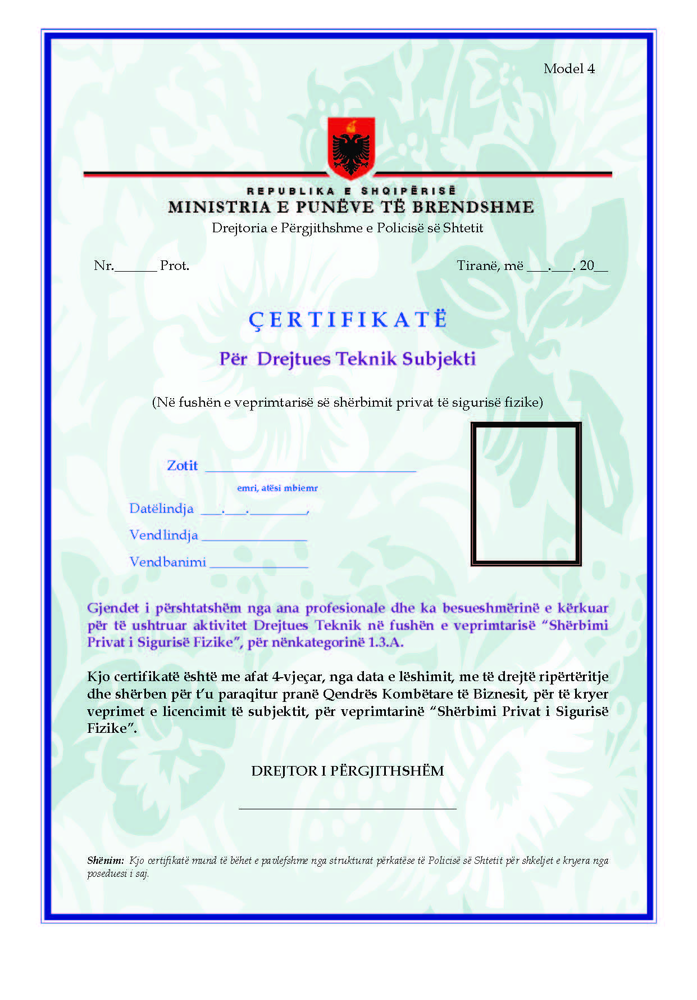 Model 4
REPUBLIKA E SHQIPËRISË
MINISTRIA E PUNËVE TË BRENDSHME
Drejtoria e Përgjithshme e Policisë së Shtetit
Nr.______ Prot. Tiranë, më ___.___. 20__
ÇERTIFIKATË
Për Drejtues Teknik Subjekti
(Në fushën e veprimtarisë së shërbimit privat të sigurisë fizike)
Zotit ______________________________
emri, atësi mbiemr
Datëlindja ___.___.________,
Vendlindja _______________
Vendbanimi ______________
Gjendet i përshtatshëm nga ana profesionale dhe ka besueshmërinë e kërkuar
për të ushtruar aktivitet Drejtues Teknik në fushën e veprimtarisë “Shërbimi
Privat i Sigurisë Fizike”, për nënkategorinë 1.3.A.
Kjo certifikatë është me afat 4-vjeçar, nga data e lëshimit, me të drejtë ripërtëritje
dhe shërben për t’u paraqitur pranë Qendrës Kombëtare të Biznesit, për të kryer
veprimet e licencimit të subjektit, për veprimtarinë “Shërbimi Privat i Sigurisë
Fizike”.
DREJTOR I PËRGJITHSHËM
_______________________________
Shënim: Kjo certifikatë mund të bëhet e pavlefshme nga strukturat përkatëse të Policisë së Shtetit për shkeljet e kryera nga
poseduesi i saj.